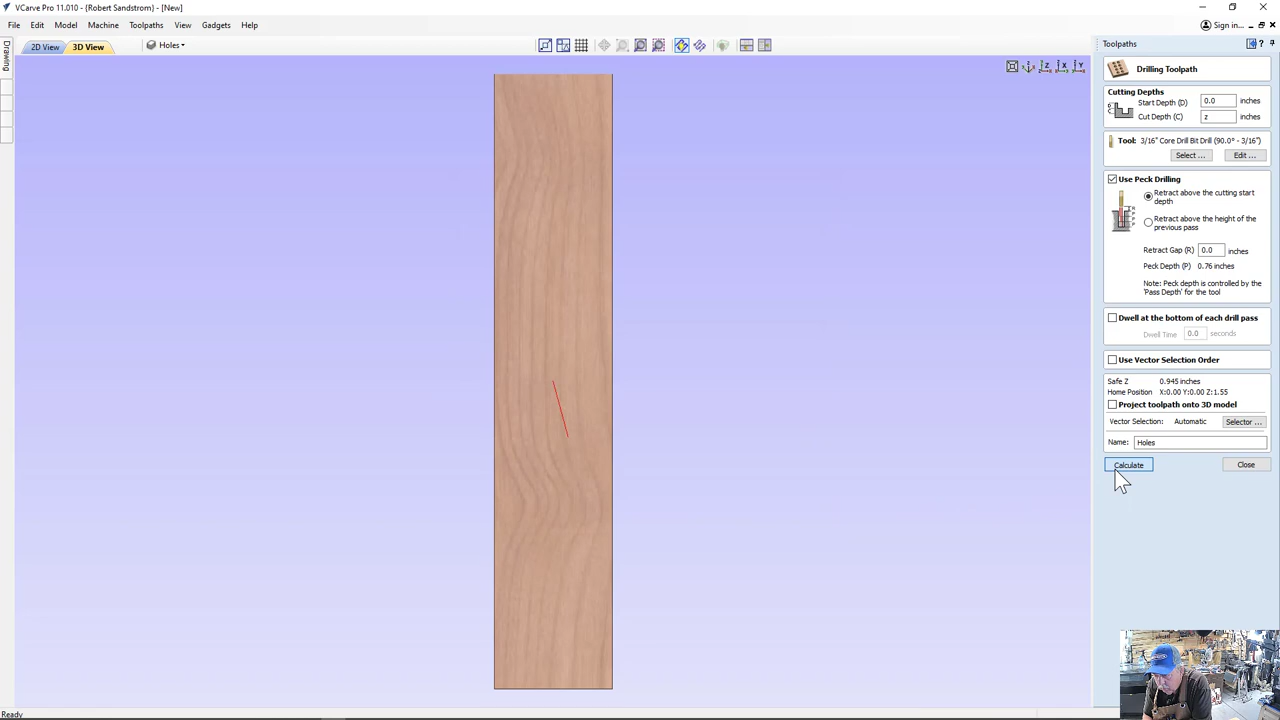 VCarve Pro 11.010 - {Robert Sandstrom} - [New]
File Edit Model Machine Toolpaths View Gadgets Help
Sign in...
2D View 3D View Holes
Drawing
Toolpaths
Drilling Toolpath
Cutting Depths
Start Depth (D) 0.0 inches
Cut Depth (C) z inches
Tool: 3/16" Core Drill Bit Drill (90.0° - 3/16")
Select ... Edit ...
Use Peck Drilling
Retract above the cutting start
depth
Retract above the height of the
previous pass
Retract Gap (R) 0.0 inches
Peck Depth (P) 0.76 inches
Note: Peck depth is controlled by the
'Pass Depth' for the tool
Dwell at the bottom of each drill pass
Dwell Time 0.0 seconds
Use Vector Selection Order
Safe Z 0.945 inches
Home Position X:0.00 Y:0.00 Z:1.55
Project toolpath onto 3D model
Vector Selection: Automatic Selector ...
Name: Holes
Calculate Close
Ready